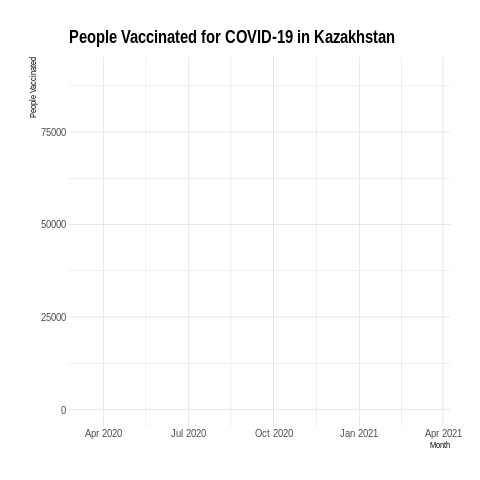 People Vaccinated for COVID-19 in Kazakhstan
People Vaccinated
75000
50000
25000
0
Apr 2020 Jul 2020 Oct 2020 Jan 2021 Apr 2021
Month